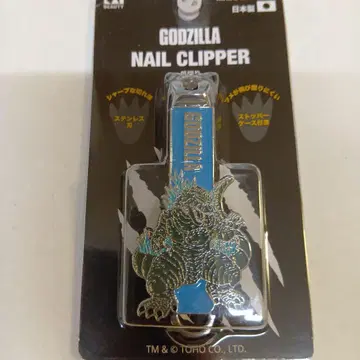 BEAUTY
日本製
GODZILLA
NAIL CLIPPER
シャープな切れ味
ステンレス刃
ツメが飛び散りにくい
ストッパーケース付き
GODZILLA
TM & © TOHO CO., LTD.